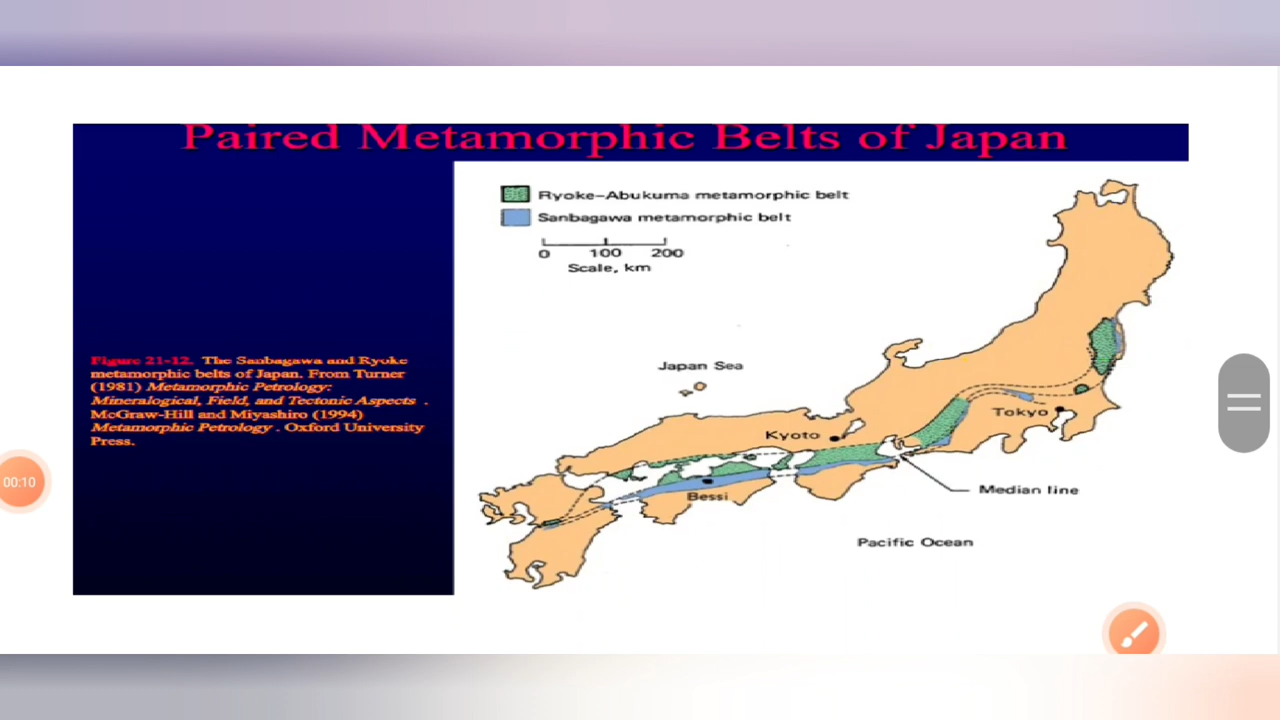 Paired Metamorphic Belts of Japan
Ryoke-Abukuma metamorphic belt
Sanbagawa metamorphic belt
0 100 200
Scale, km
Japan Sea
Kyoto
Tokyo
Bessi
Median line
Pacific Ocean
Figure 21-12. The Sanbagawa and Ryoke
metamorphic belts of Japan. From Turner
(1981) Metamorphic Petrology:
Mineralogical, Field, and Tectonic Aspects .
McGraw-Hill and Miyashiro (1994)
Metamorphic Petrology . Oxford University
Press.
00:10